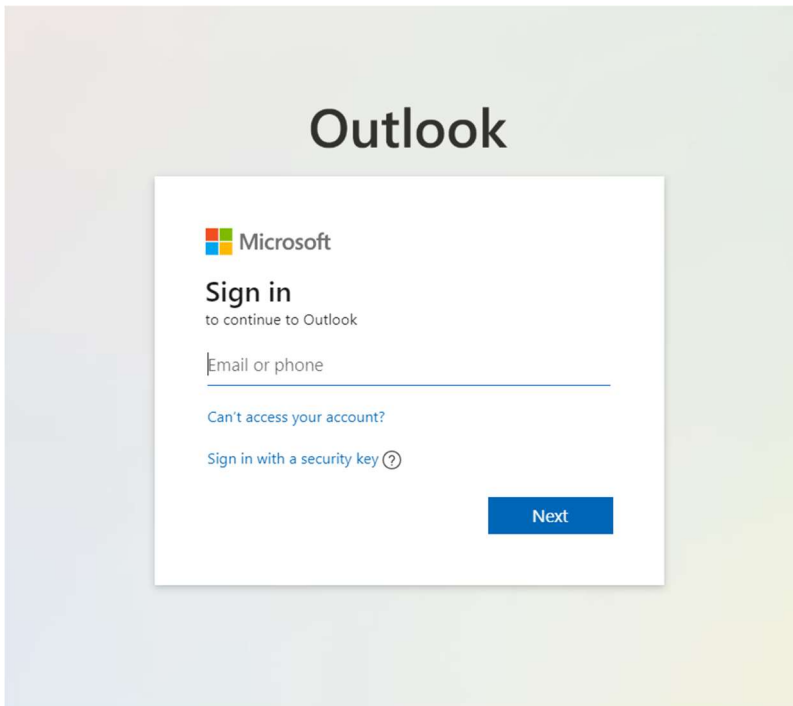 Outlook
Microsoft
Sign in
to continue to Outlook
Email or phone
Can't access your account?
Sign in with a security key
Next